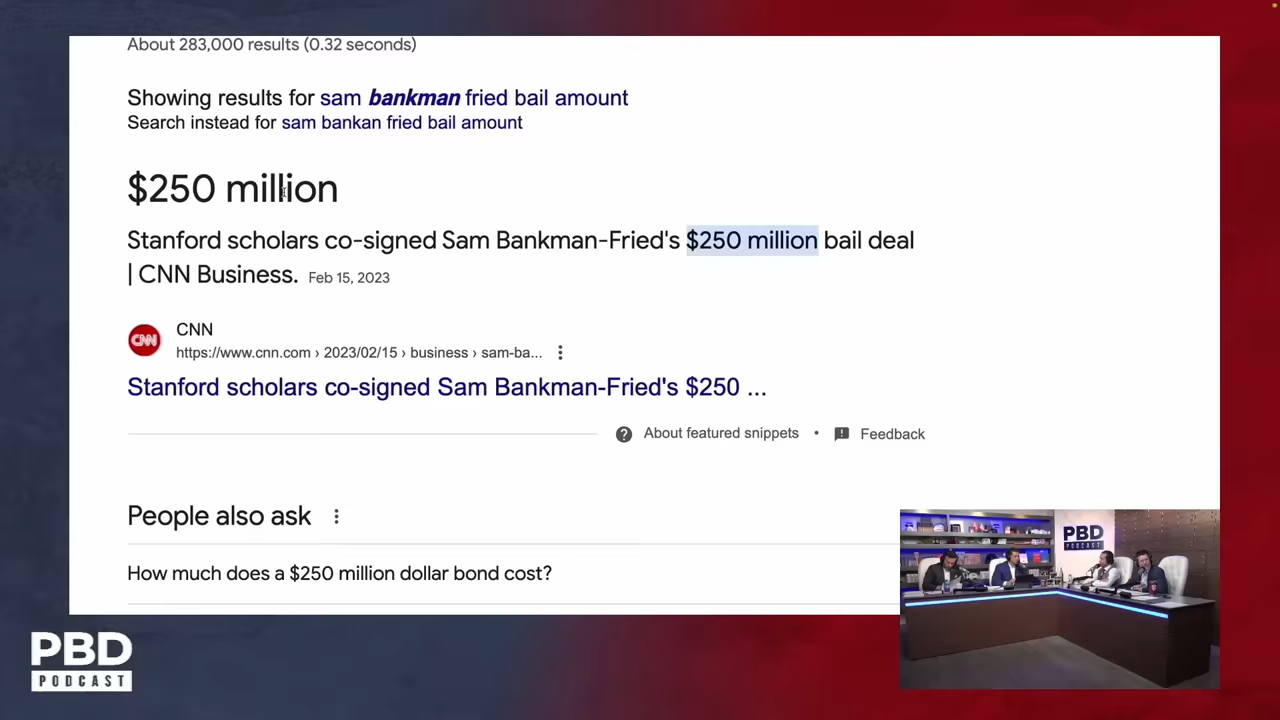 About 283,000 results (0.32 seconds)
Showing results for sam bankman fried bail amount
Search instead for sam bankan fried bail amount
$250 million
Stanford scholars co-signed Sam Bankman-Fried's $250 million bail deal
| CNN Business. Feb 15, 2023
CNN
CNN
https://www.cnn.com › 2023/02/15 › business › sam-ba...
Stanford scholars co-signed Sam Bankman-Fried's $250 ...
About featured snippets • Feedback
People also ask
How much does a $250 million dollar bond cost?
PBD
PODCAST
PBD
PODCAST